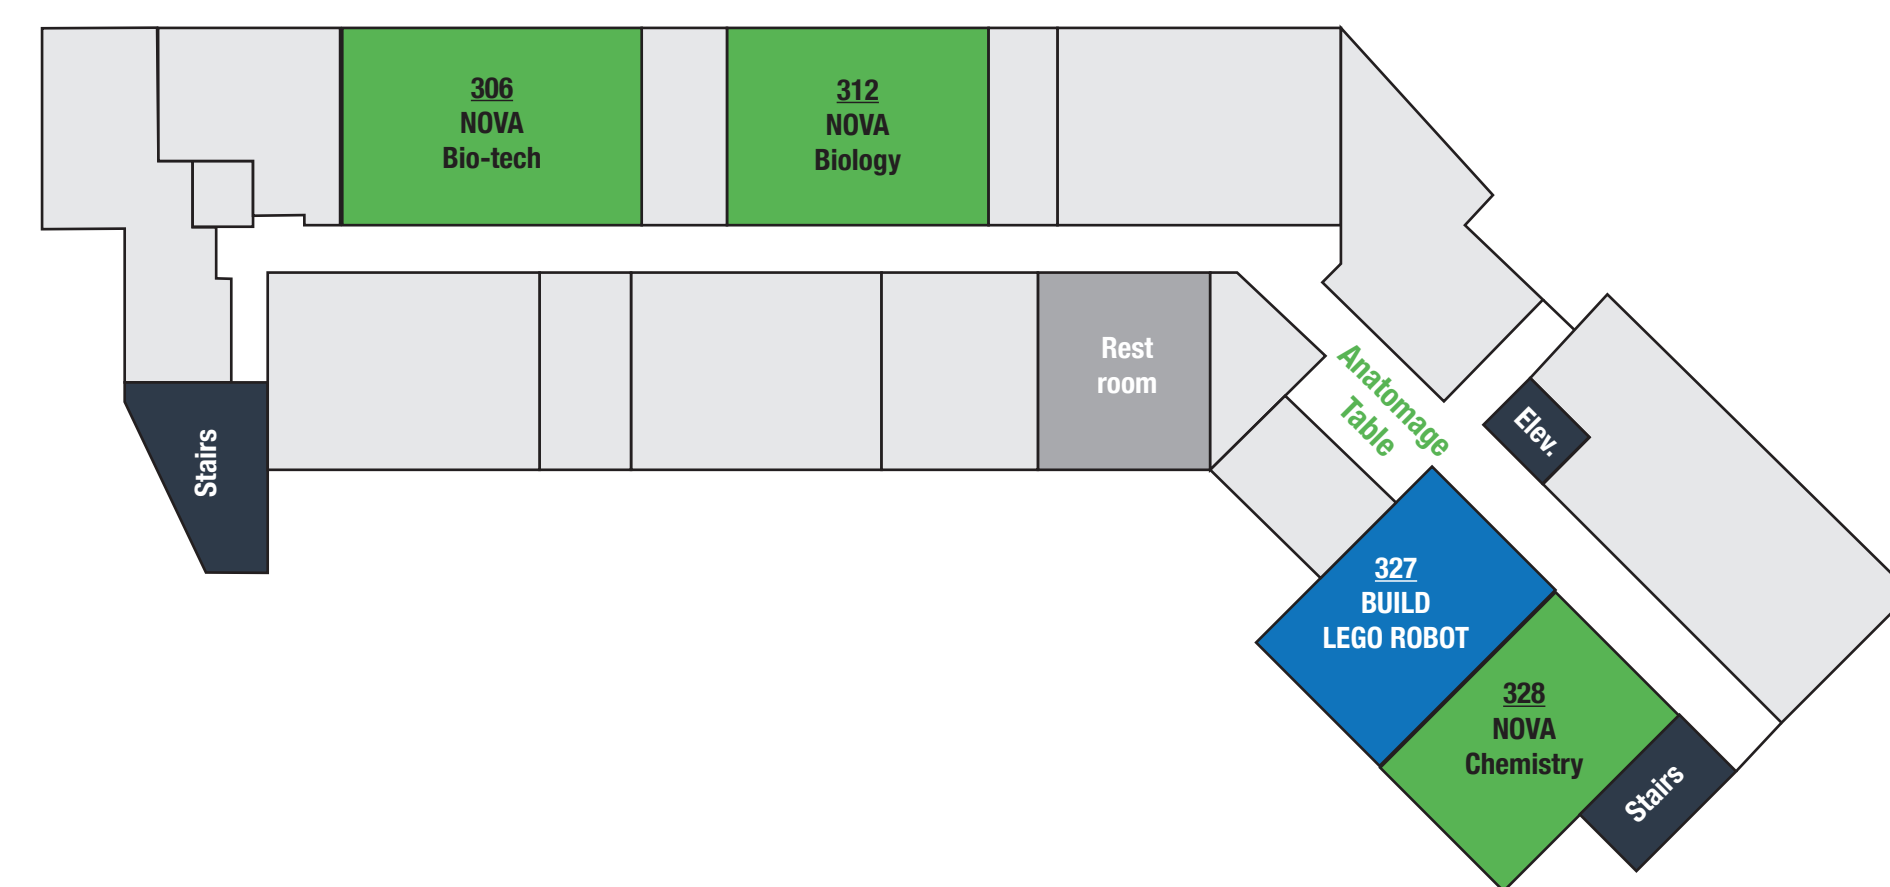 306
NOVA
Bio-tech
312
NOVA
Biology
Rest
room
Anatomage
Table
Elev.
Stairs
327
BUILD
LEGO ROBOT
328
NOVA
Chemistry
Stairs